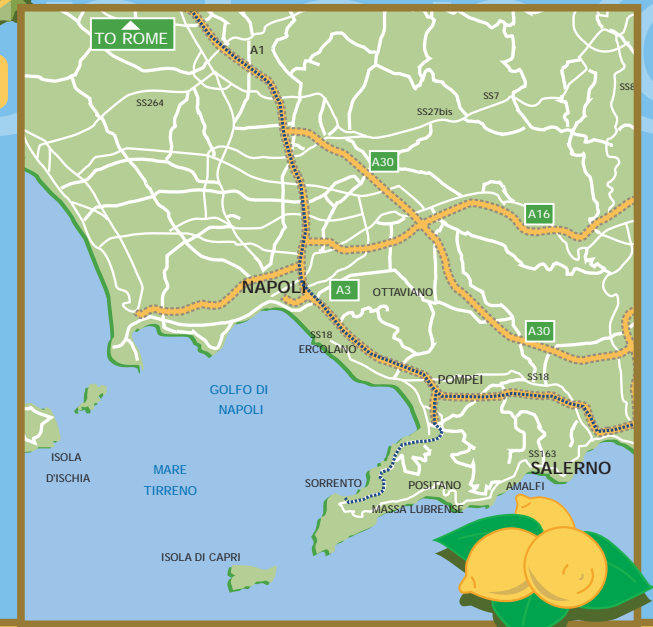 TO ROME
A1
SS264
SS7
SS8
SS27bis
A30
A16
NAPOLI
A3
OTTAVIANO
SS18
ERCOLANO
A30
POMPEI
SS18
GOLFO DI
NAPOLI
ISOLA
D'ISCHIA
MARE
TIRRENO
SORRENTO
POSITANO
SS163
SALERNO
AMALFI
MASSA LUBRENSE
ISOLA DI CAPRI